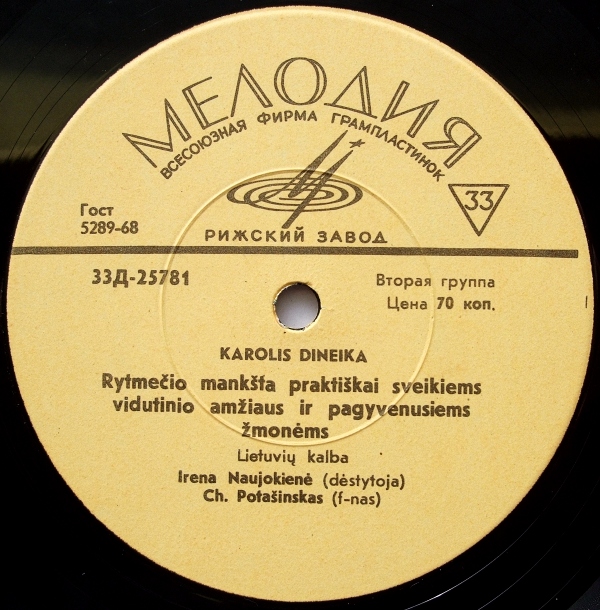 МЕЛОДИЯ
ВСЕСОЮЗНАЯ ФИРМА ГРАМПЛАСТИНОК
33
Гост
5289-68
РИЖСКИЙ ЗАВОД
33Д-25781
Вторая группа
Цена 70 коп.
KAROLIS DINEIKA
Rytmečio mankšta praktiškai sveikiems
vidutinio amžiaus ir pagyvenusiems
žmonėms
Lietuvių kalba
Irena Naujokienė (dėstytoja)
Ch. Potašinskas (f-nas)